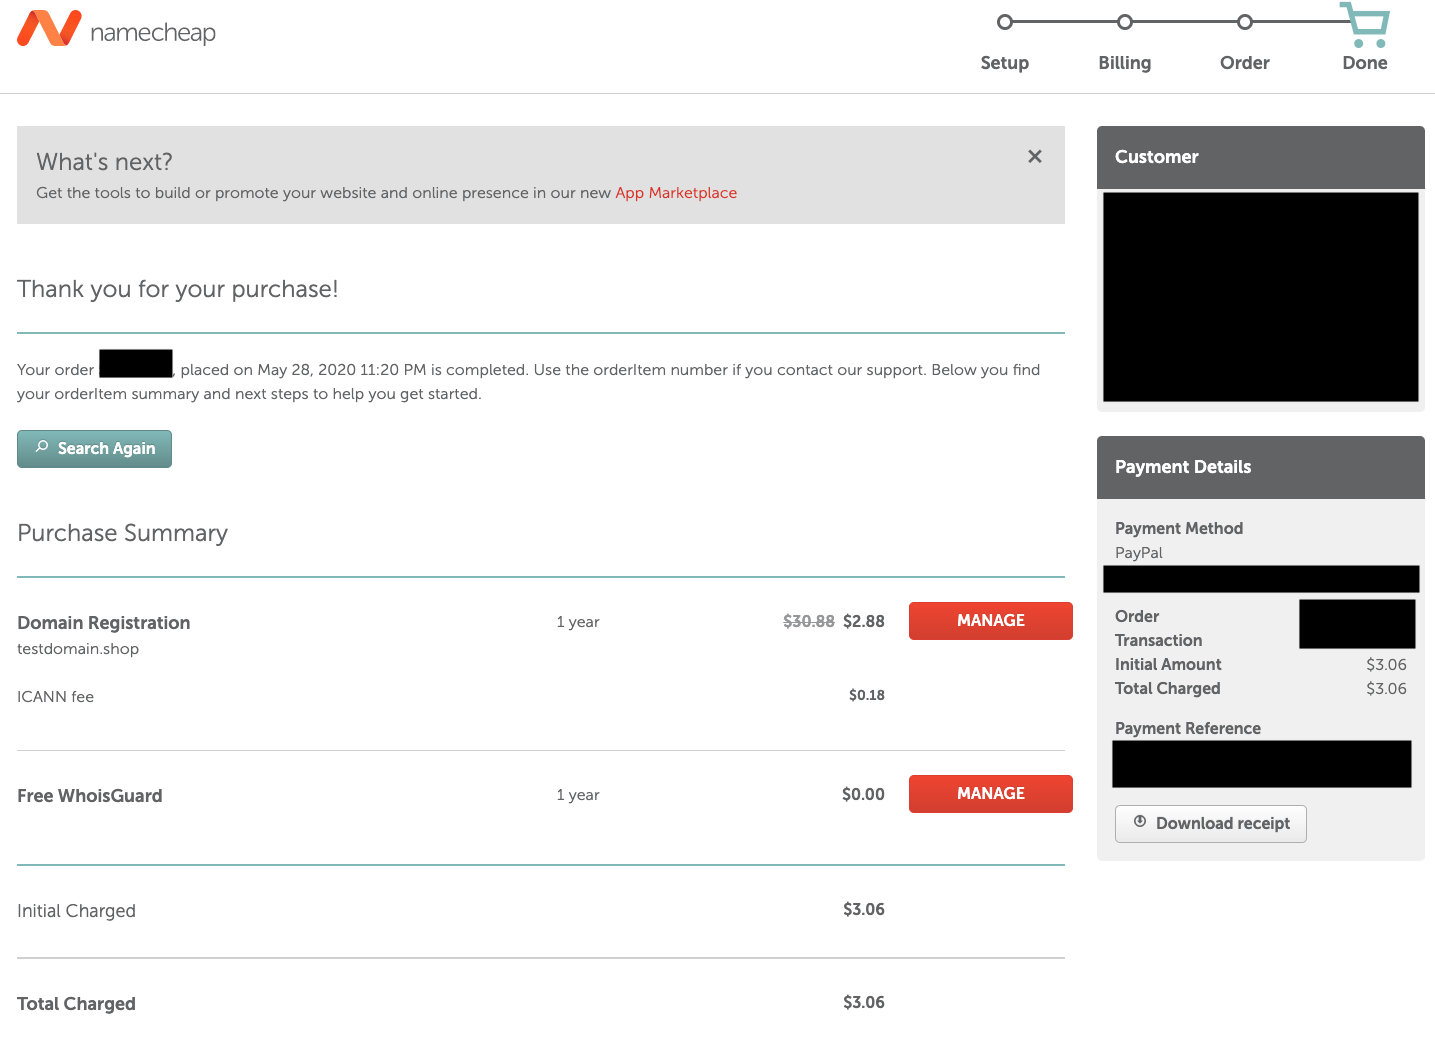 namecheap
Setup
Billing
Order
Done
What's next?
Get the tools to build or promote your website and online presence in our new App Marketplace
Thank you for your purchase!
Your order , placed on May 28, 2020 11:20 PM is completed. Use the orderItem number if you contact our support. Below you find
your orderItem summary and next steps to help you get started.
Search Again
Purchase Summary
Domain Registration 1 year $30.88 $2.88 MANAGE
testdomain.shop
ICANN fee $0.18
Free WhoisGuard 1 year $0.00 MANAGE
Initial Charged $3.06
Total Charged $3.06
Customer
Payment Details
Payment Method
PayPal
Order
Transaction
Initial Amount $3.06
Total Charged $3.06
Payment Reference
Download receipt